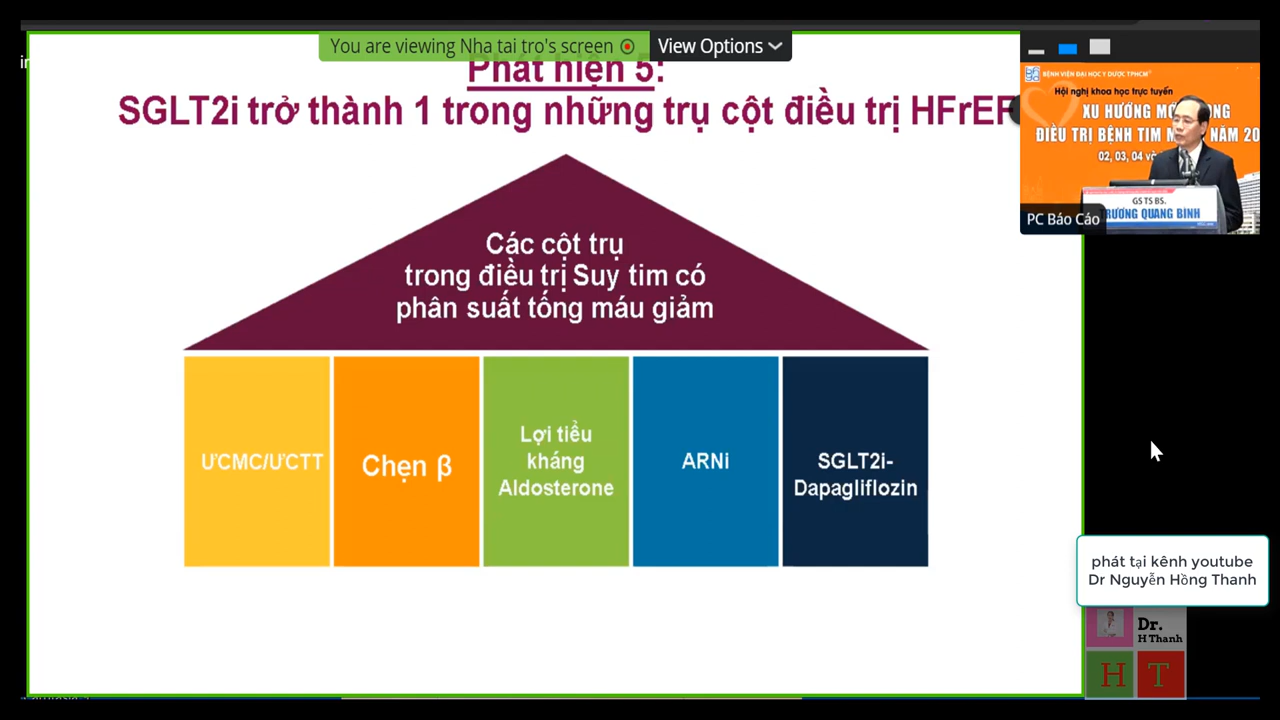 You are viewing Nha tai tro's screen
View Options
Phát hiện 5:
SGLT2i trở thành 1 trong những trụ cột điều trị HFrEF
Các cột trụ
trong điều trị Suy tim có
phân suất tống máu giảm
ƯCMC/ƯCTT
Chẹn β
Lợi tiểu
kháng
Aldosterone
ARNi
SGLT2i-
Dapagliflozin
BỆNH VIỆN ĐẠI HỌC Y DƯỢC TPHCM
Hội nghị khoa học trực tuyến
XU HƯỚNG
ĐIỀU TRỊ BỆNH TIM NĂM 20
02, 03, 04
GS TS BS.
TRƯƠNG QUANG BÌNH
PC Báo Cáo
phát tại kênh youtube
Dr Nguyễn Hồng Thanh
Dr.
H Thanh
H T